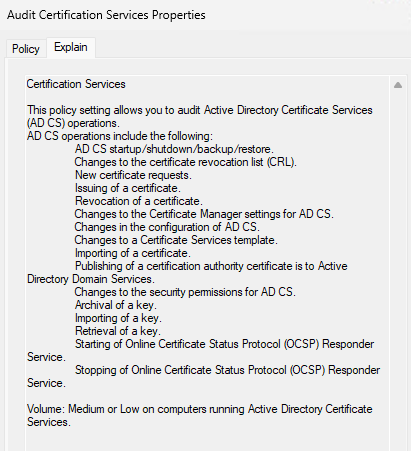 Audit Certification Services Properties
Policy
Explain
Certification Services
This policy setting allows you to audit Active Directory Certificate Services
(AD CS) operations.
AD CS operations include the following:
AD CS startup/shutdown/backup/restore.
Changes to the certificate revocation list (CRL).
New certificate requests.
Issuing of a certificate.
Revocation of a certificate.
Changes to the Certificate Manager settings for AD CS.
Changes in the configuration of AD CS.
Changes to a Certificate Services template.
Importing of a certificate.
Publishing of a certification authority certificate is to Active
Directory Domain Services.
Changes to the security permissions for AD CS.
Archival of a key.
Importing of a key.
Retrieval of a key.
Starting of Online Certificate Status Protocol (OCSP) Responder
Service.
Stopping of Online Certificate Status Protocol (OCSP) Responder
Service.
Volume: Medium or Low on computers running Active Directory Certificate
Services.